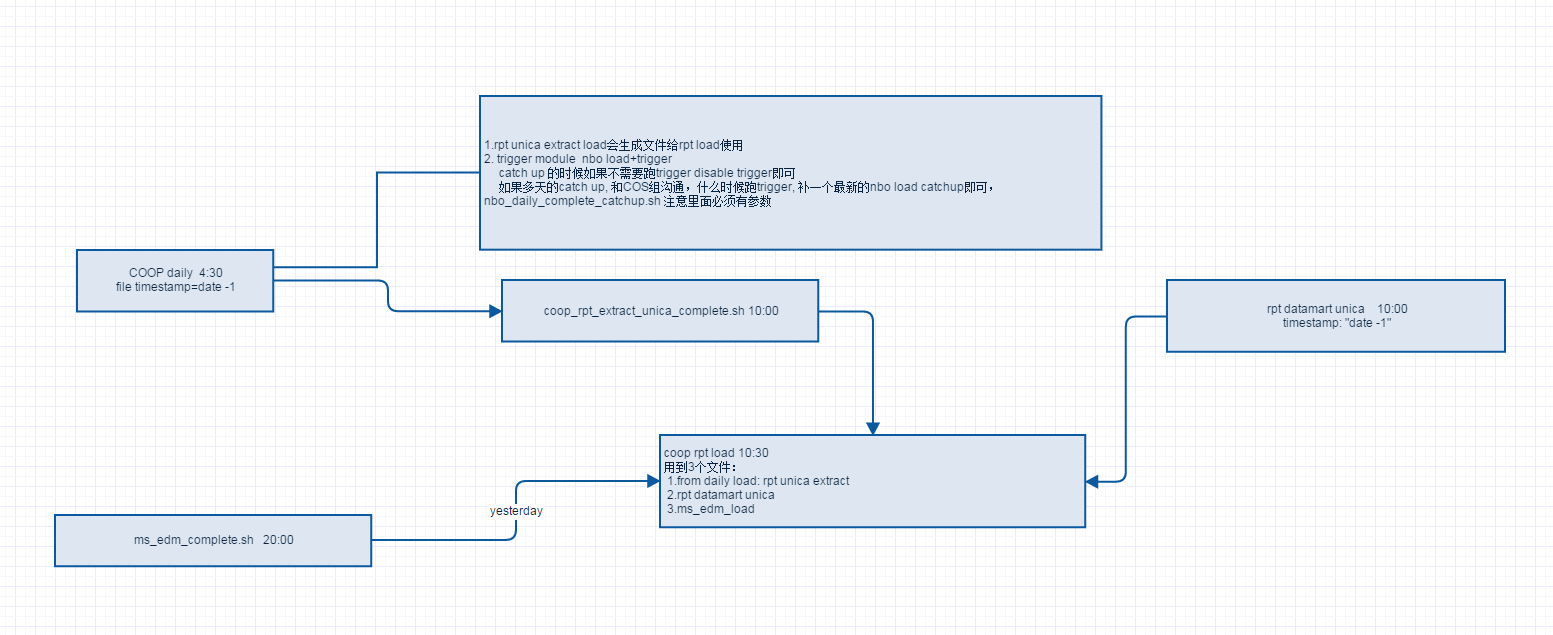 1.rpt unica extract load会生成文件给rpt load使用
2. trigger module  nbo load+trigger
catch up 的时候如果不需要跑trigger disable trigger即可
如果多天的catch up, 和COS组沟通，什么时候跑trigger, 补一个最新的nbo load catchup即可，
nbo_daily_complete_catchup.sh 注意里面必须有参数
COOP daily  4:30
file timestamp=date -1
coop_rpt_extract_unica_complete.sh 10:00
rpt datamart unica    10:00
timestamp: "date -1"
coop rpt load 10:30
用到3个文件：
1.from daily load: rpt unica extract
2.rpt datamart unica
3.ms_edm_load
yesterday
ms_edm_complete.sh   20:00